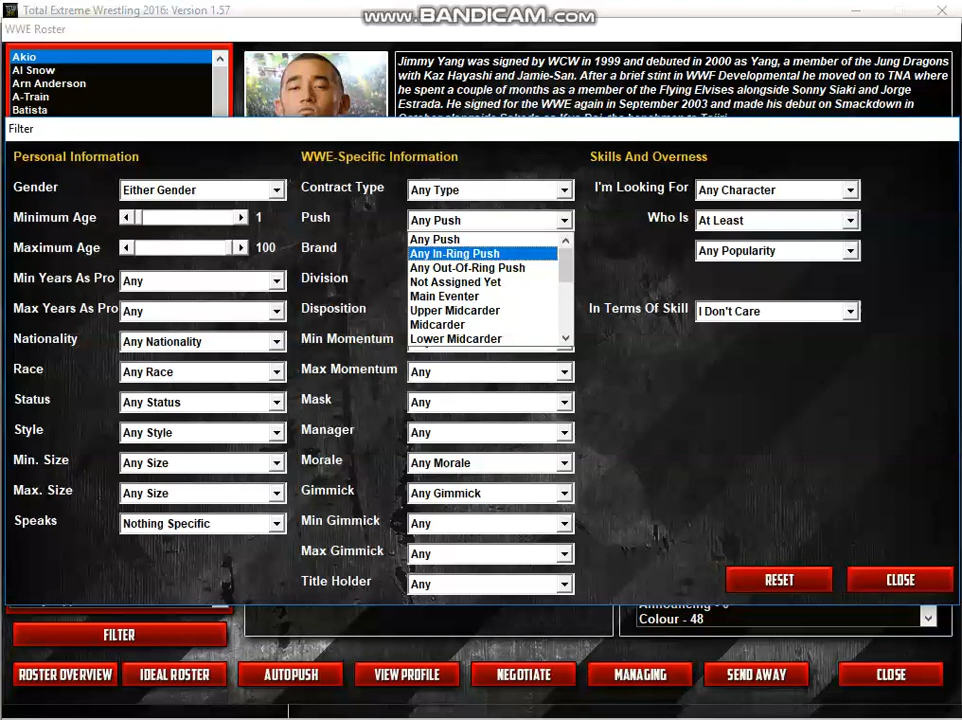 Total Extreme Wrestling 2016: Version 1.57
www.BANDICAM.com
WWE Roster
Akio
Al Snow
Arn Anderson
A-Train
Batista
Jimmy Yang was signed by WCW in 1999 and debuted in 2000 as Yang, a member of the Jung Dragons
with Kaz Hayashi and Jamie-San. After a brief stint in WWF Developmental he moved on to TNA where
he spent a couple of months as a member of the Flying Elvises alongside Sonny Siaki and Jorge
Estrada. He signed for the WWE again in September 2003 and made his debut on Smackdown in
Filter
Personal Information
Gender
Either Gender
Minimum Age
1
Maximum Age
100
Min Years As Pro
Any
Max Years As Pro
Any
Nationality
Any Nationality
Race
Any Race
Status
Any Status
Style
Any Style
Min. Size
Any Size
Max. Size
Any Size
Speaks
Nothing Specific
WWE-Specific Information
Contract Type
Any Type
Push
Any Push
Any Push
Any In-Ring Push
Any Out-Of-Ring Push
Not Assigned Yet
Main Eventer
Upper Midcarder
Midcarder
Lower Midcarder
Brand
Division
Disposition
Min Momentum
Max Momentum
Any
Mask
Any
Manager
Any
Morale
Any Morale
Gimmick
Any Gimmick
Min Gimmick
Any
Max Gimmick
Any
Title Holder
Any
Skills And Overness
I'm Looking For
Any Character
Who Is
At Least
Any Popularity
In Terms Of Skill
I Don't Care
RESET
CLOSE
Colour - 48
FILTER
ROSTER OVERVIEW
IDEAL ROSTER
AUTOPUSH
VIEW PROFILE
NEGOTIATE
MANAGING
SEND AWAY
CLOSE